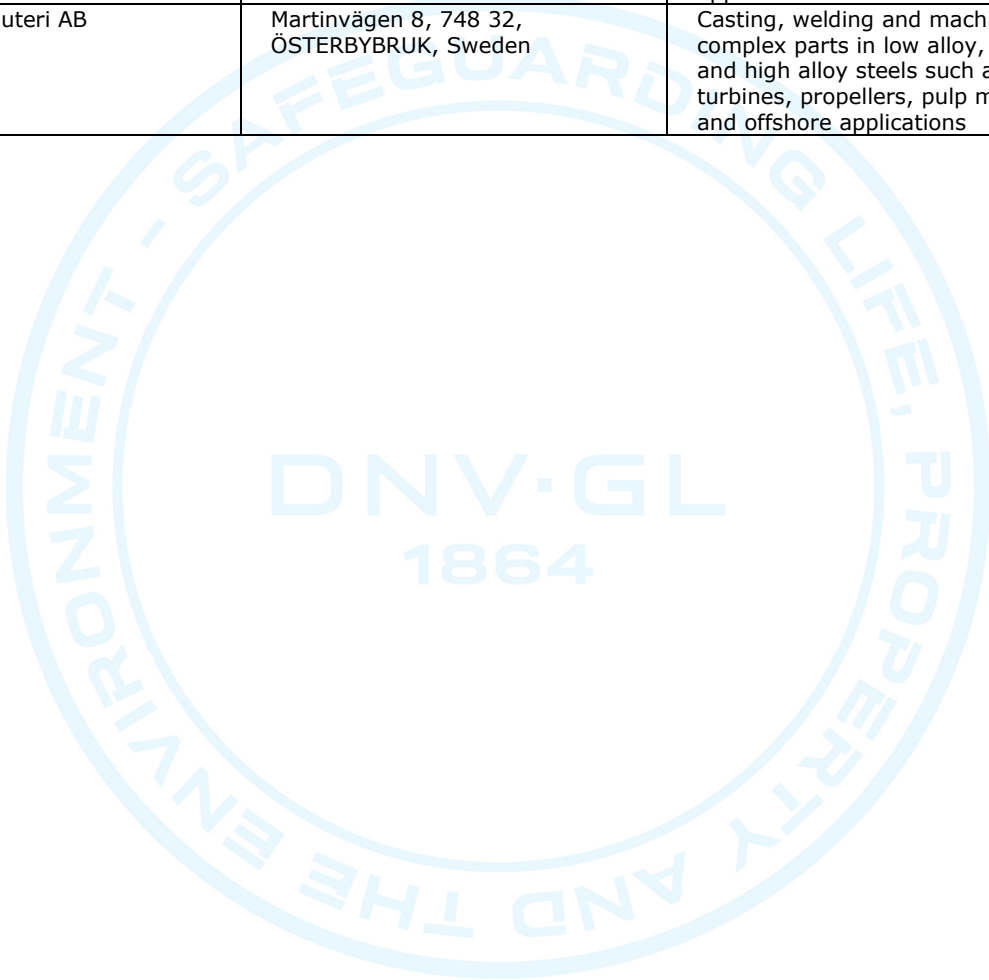 uteri AB
Martinvägen 8, 748 32,
ÖSTERBYBRUK, Sweden
Casting, welding and mach
complex parts in low alloy,
and high alloy steels such a
turbines, propellers, pulp m
and offshore applications
SAFEGUARDING LIFE, PROPERTY AND THE ENVIRONMENT -
DNV·GL
1864